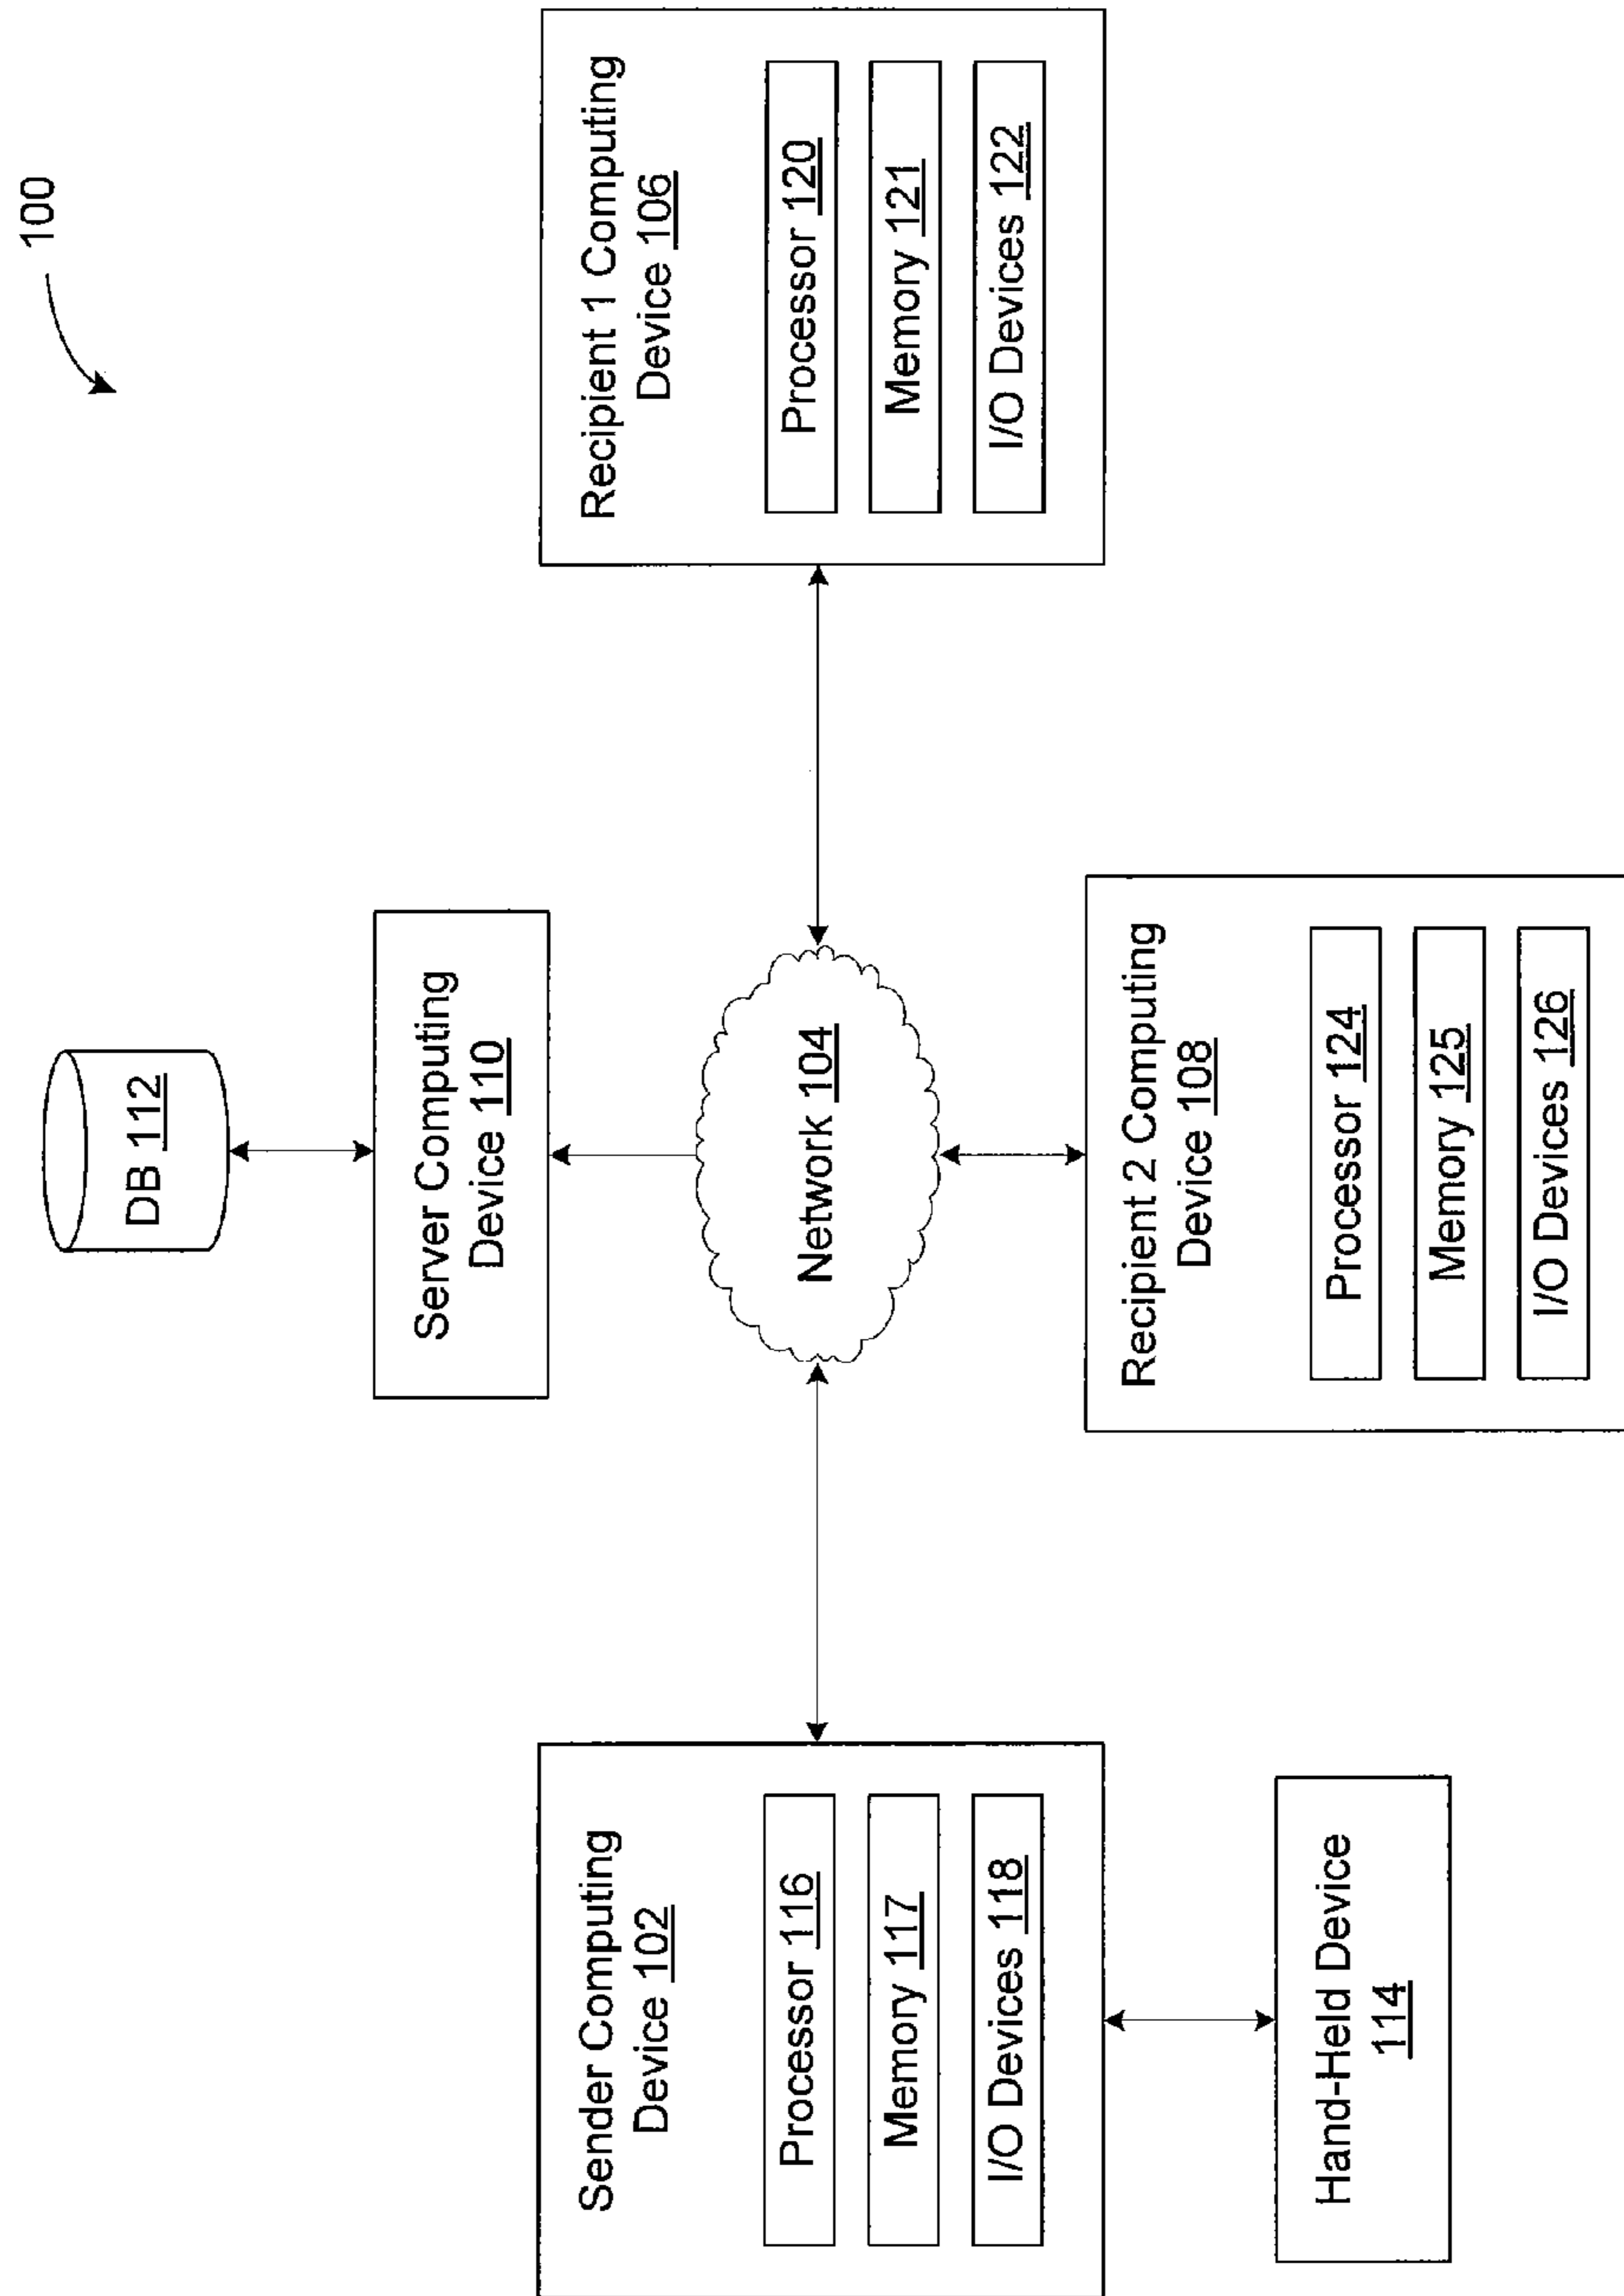 100
DB 112
Server Computing
Device 110
Sender Computing
Device 102
Processor 116
Memory 117
I/O Devices 118
Network 104
Recipient 1 Computing
Device 106
Processor 120
Memory 121
I/O Devices 122
Hand-Held Device
114
Recipient 2 Computing
Device 108
Processor 124
Memory 125
I/O Devices 126